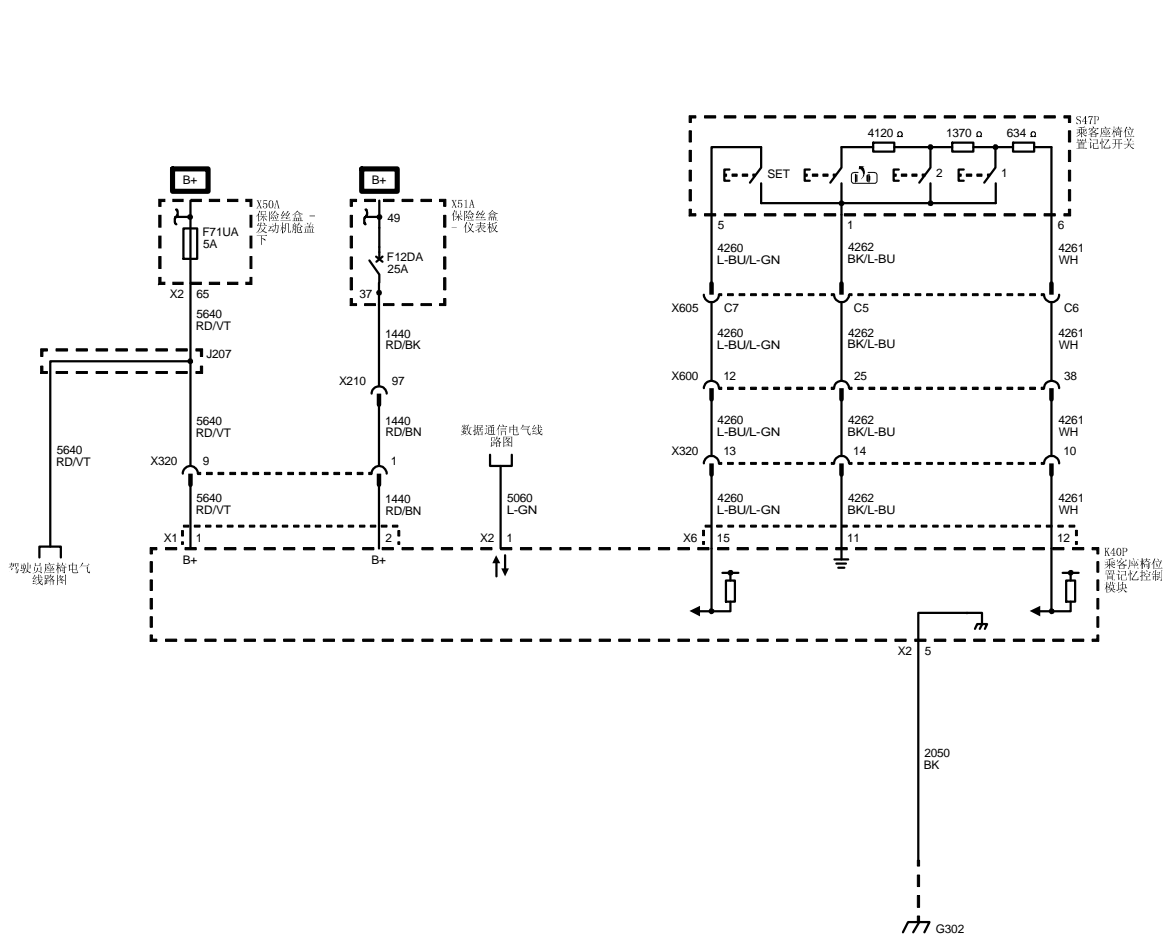 S47P
乘客座椅位
置记忆开关
4120 Ω
1370 Ω
634 Ω
SET
2
1
5
1
6
B+
B+
X50A
保险丝盒 -
发动机舱盖
下
F71UA
5A
X2 65
X51A
保险丝盒
- 仪表板
49
F12DA
25A
37
5640
RD/VT
J207
5640
RD/VT
5640
RD/VT
1440
RD/BK
X210 97
1440
RD/BN
X320 9
1
5640
RD/VT
1440
RD/BN
数据通信电气线
路图
5060
L-GN
4260
L-BU/L-GN
4262
BK/L-BU
4261
WH
X605 C7
C5
C6
4260
L-BU/L-GN
4262
BK/L-BU
4261
WH
X600 12
25
38
4260
L-BU/L-GN
4262
BK/L-BU
4261
WH
X320 13
14
10
4260
L-BU/L-GN
4262
BK/L-BU
4261
WH
X1 1
2
X2 1
X6 15
11
12
B+
B+
驾驶员座椅电气
线路图
K40P
乘客座椅位
置记忆控制
模块
X2 5
2050
BK
G302